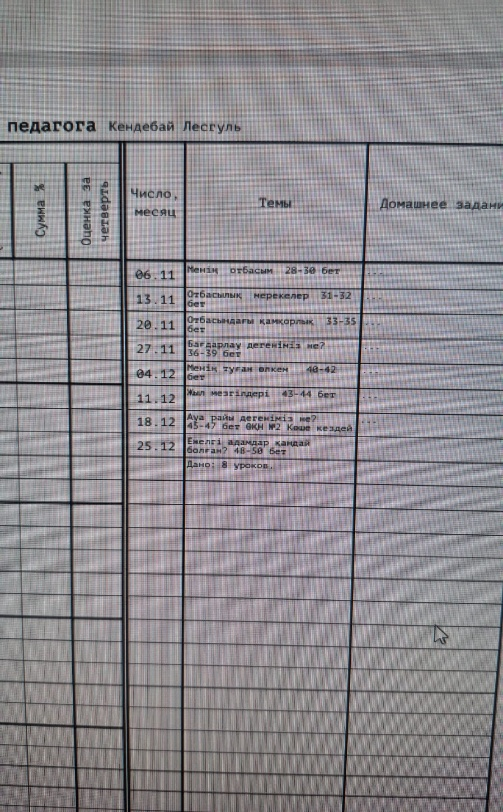 педагога Кендебай Лесгуль
Сумма %
Оценка за
четверть
Число,
месяц
Темы
Домашнее задани
06.11 Менің отбасым 28-30 бет ...
13.11 Отбасылық мерекелер 31-32
бет ...
20.11 Отбасындағы қамқорлық 33-35
бет ...
27.11 Бағдарлау дегеніміз не?
36-39 бет ...
04.12 Менің туған өлкем 40-42
бет ...
11.12 Жыл мезгілдері 43-44 бет ...
18.12 Ауа райы дегеніміз не?
45-47 бет ӨҚН №2 Көше кездей ...
25.12 Ежелгі адамдар қандай
болған? 48-50 бет
Дано: 8 уроков.